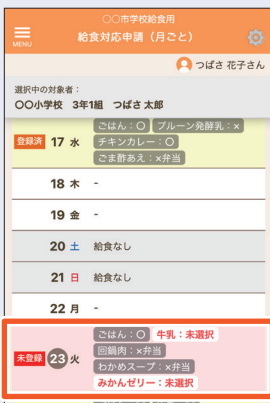 〇〇市学校給食用
MENU
給食対応申請（月ごと）
つばさ 花子さん
選択中の対象者：
〇〇小学校 3年1組 つばさ 太郎
登録済 17 水
ごはん：〇 プルーン発酵乳：×
チキンカレー：〇
ごま酢あえ：×弁当
18 木 -
19 金 -
20 土 給食なし
21 日 給食なし
22 月 -
未登録 23 火
ごはん：〇 牛乳：未選択
回鍋肉：×弁当
わかめスープ：×弁当
みかんゼリー：未選択